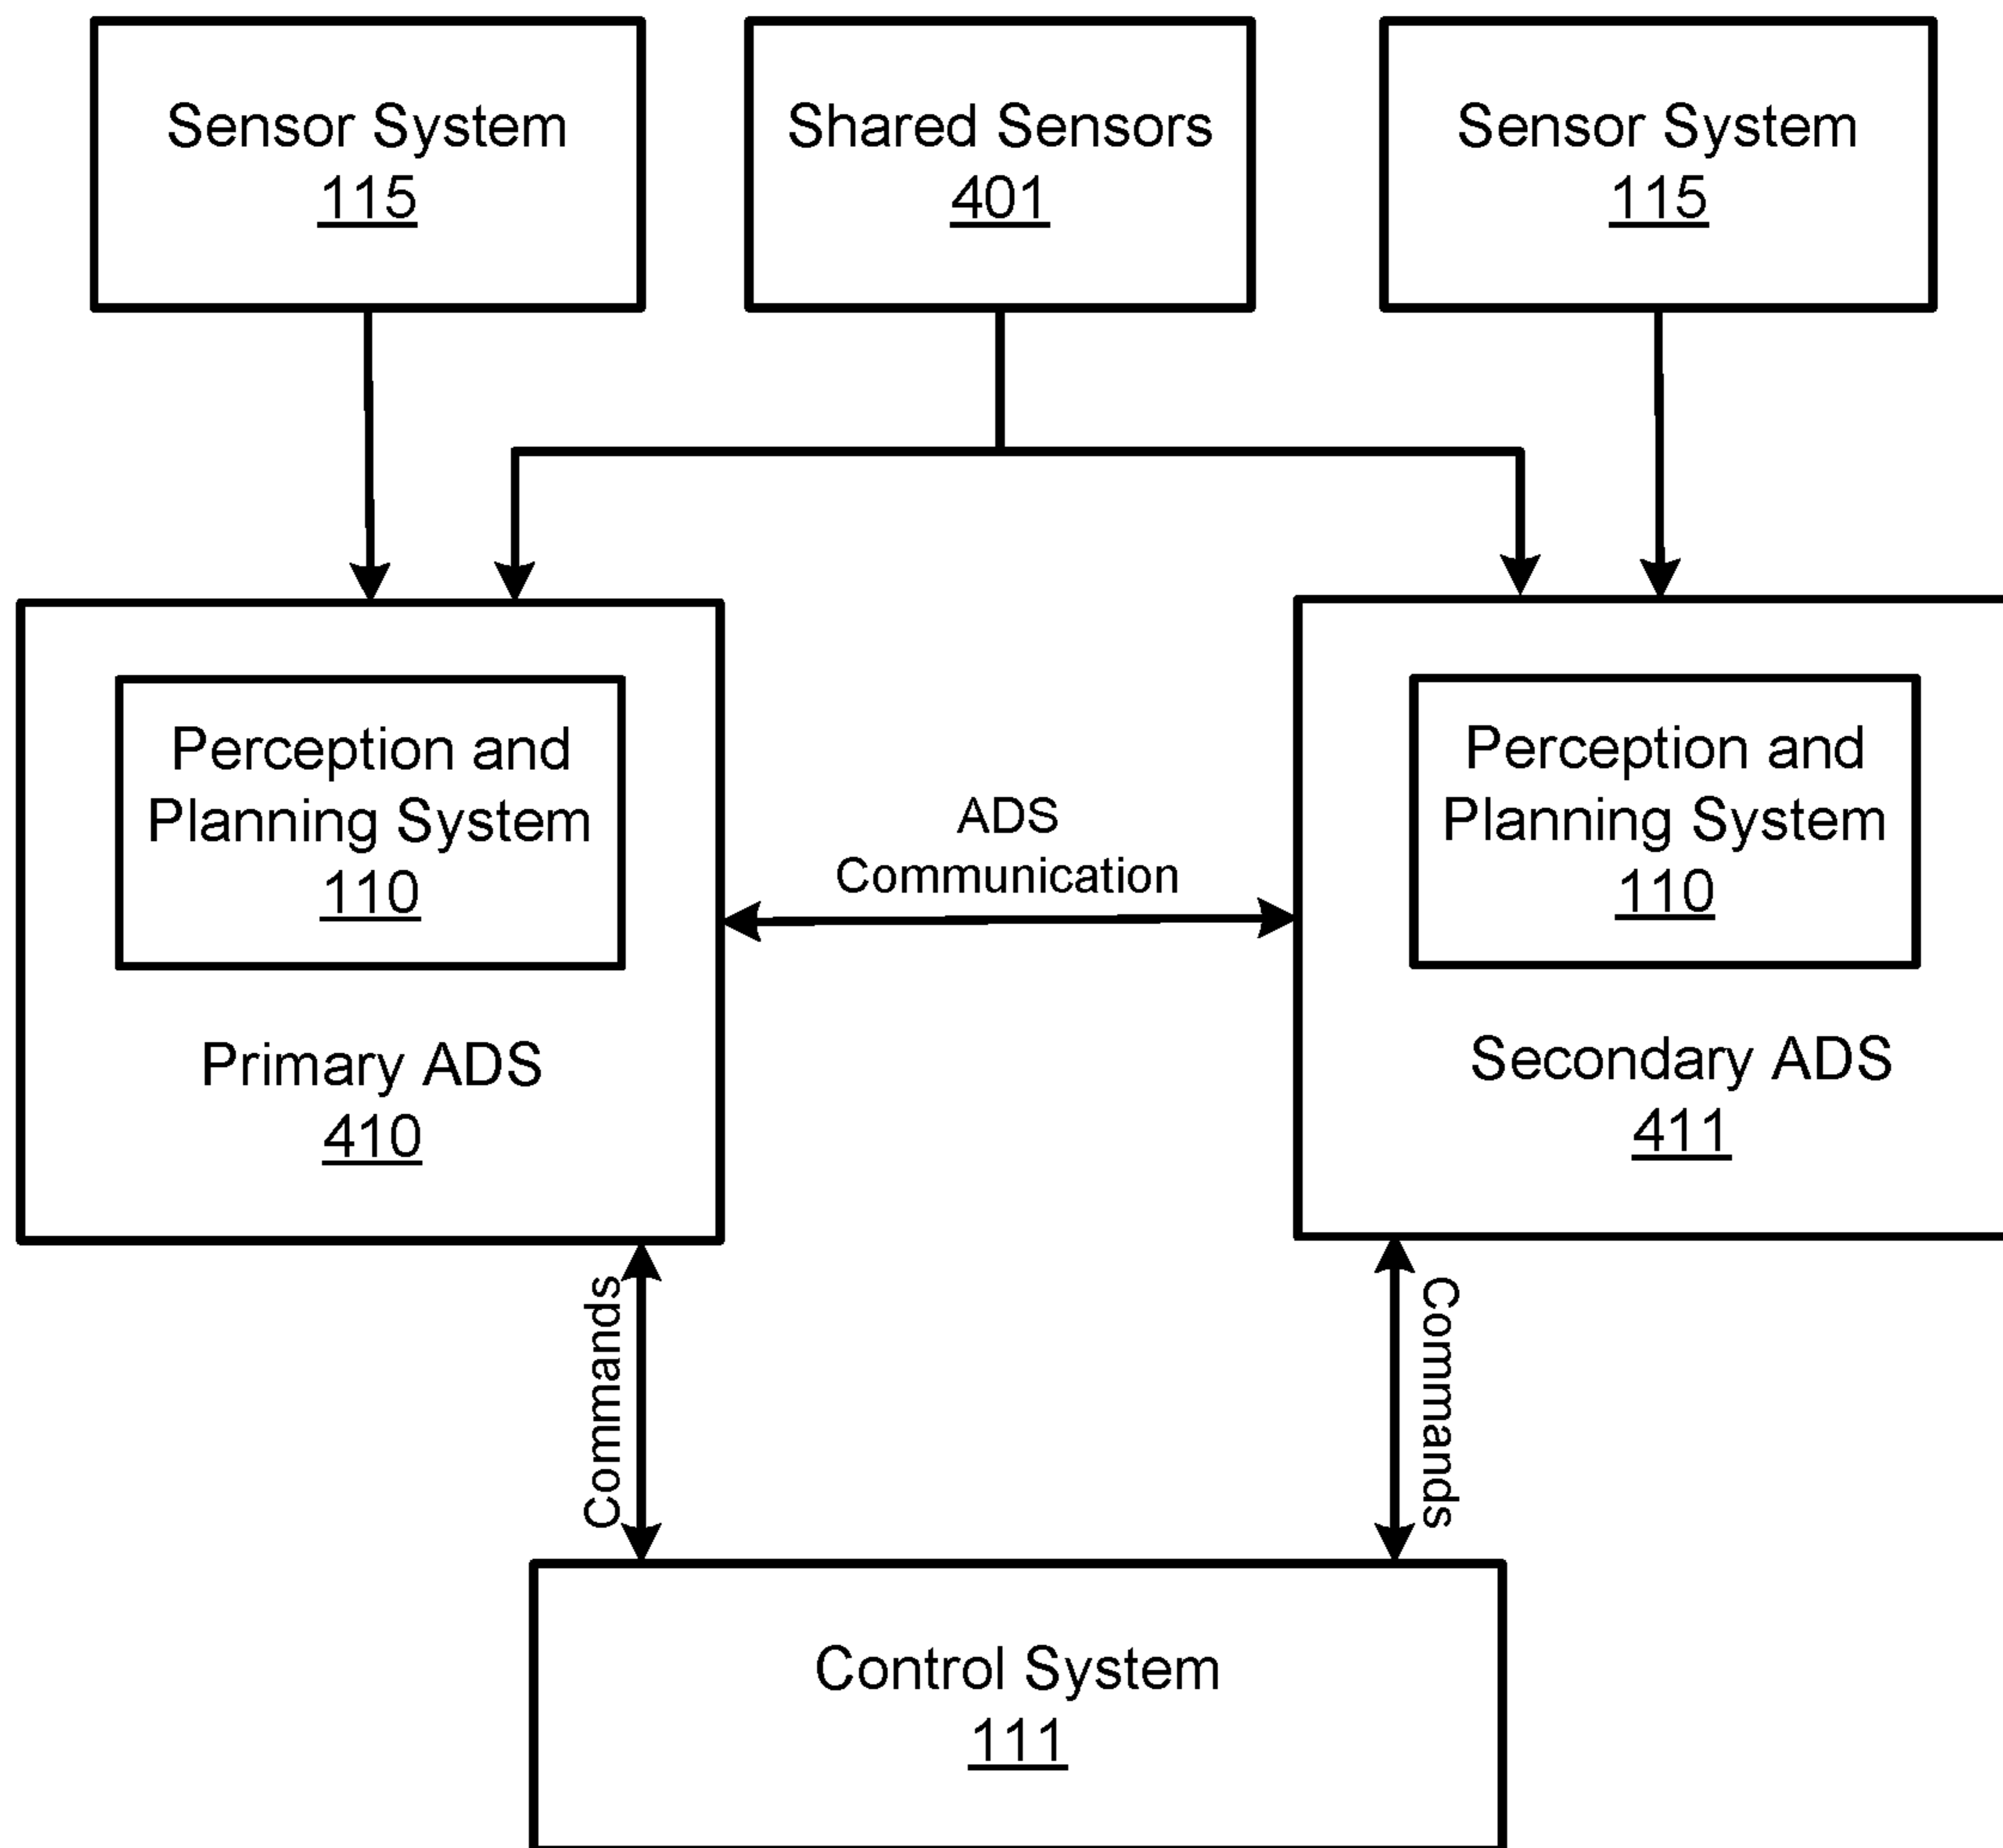 Sensor System
115
Shared Sensors
401
Sensor System
115
Perception and
Planning System
110
Primary ADS
410
ADS
Communication
Perception and
Planning System
110
Secondary ADS
411
Commands
Commands
Control System
111